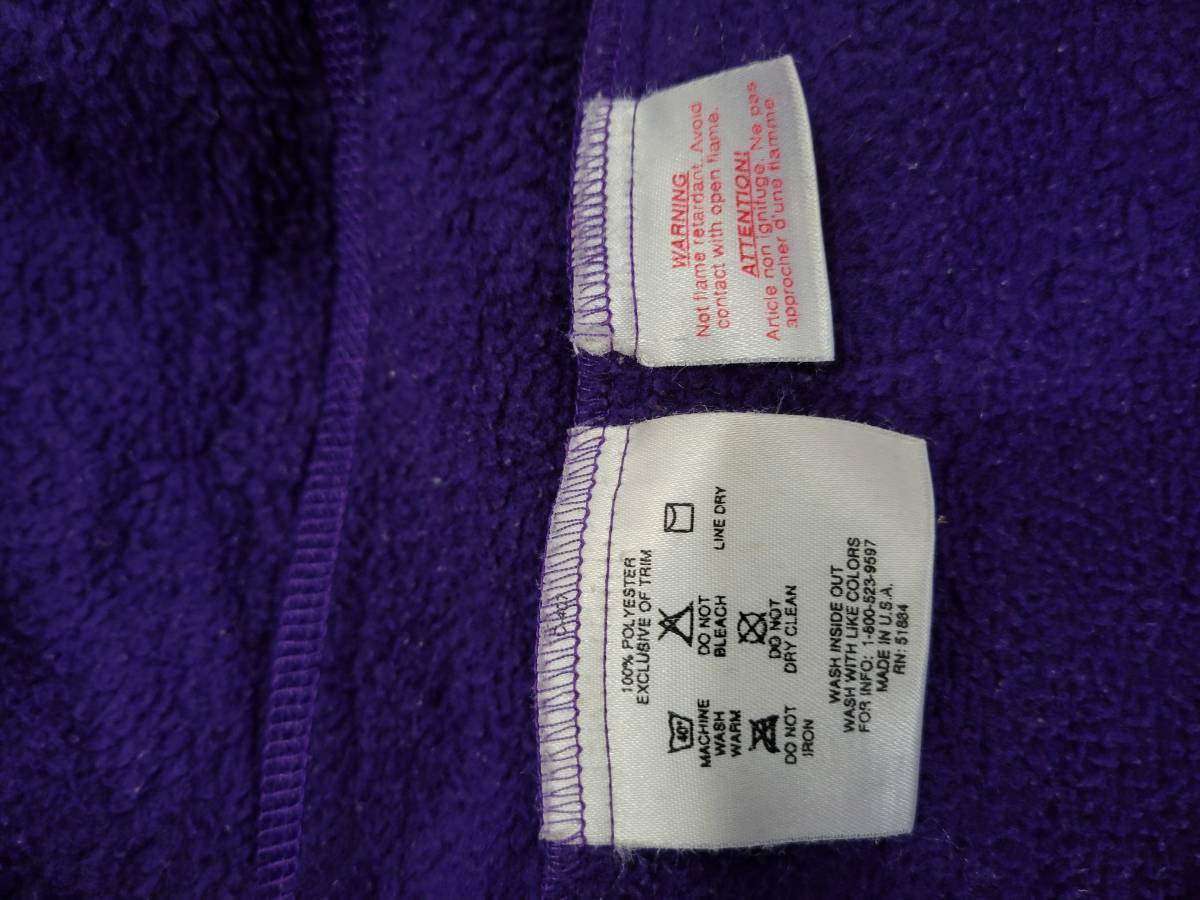 WARNING
Not flame retardant. Avoid
contact with open flame.
ATTENTION!
Article non ignifuge. Ne pas
approcher d'une flamme
100% POLYESTER
EXCLUSIVE OF TRIM
40°
MACHINE
WASH
WARM
DO NOT
BLEACH
LINE DRY
DO NOT
IRON
DO NOT
DRY CLEAN
WASH INSIDE OUT
WASH WITH LIKE COLORS
FOR INFO: 1-800-523-9597
MADE IN U.S.A.
RN: 51884